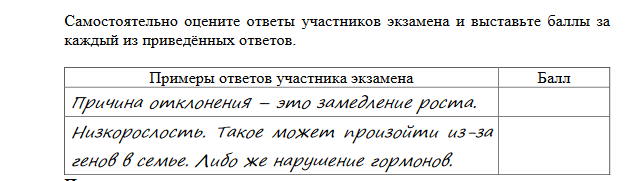 Самостоятельно оцените ответы участников экзамена и выставьте баллы за
каждый из приведённых ответов.
Примеры ответов участника экзамена Балл
Причина отклонения – это замедление роста.
Низкорослость. Такое может произойти из-за
генов в семье. Либо же нарушение гормонов.